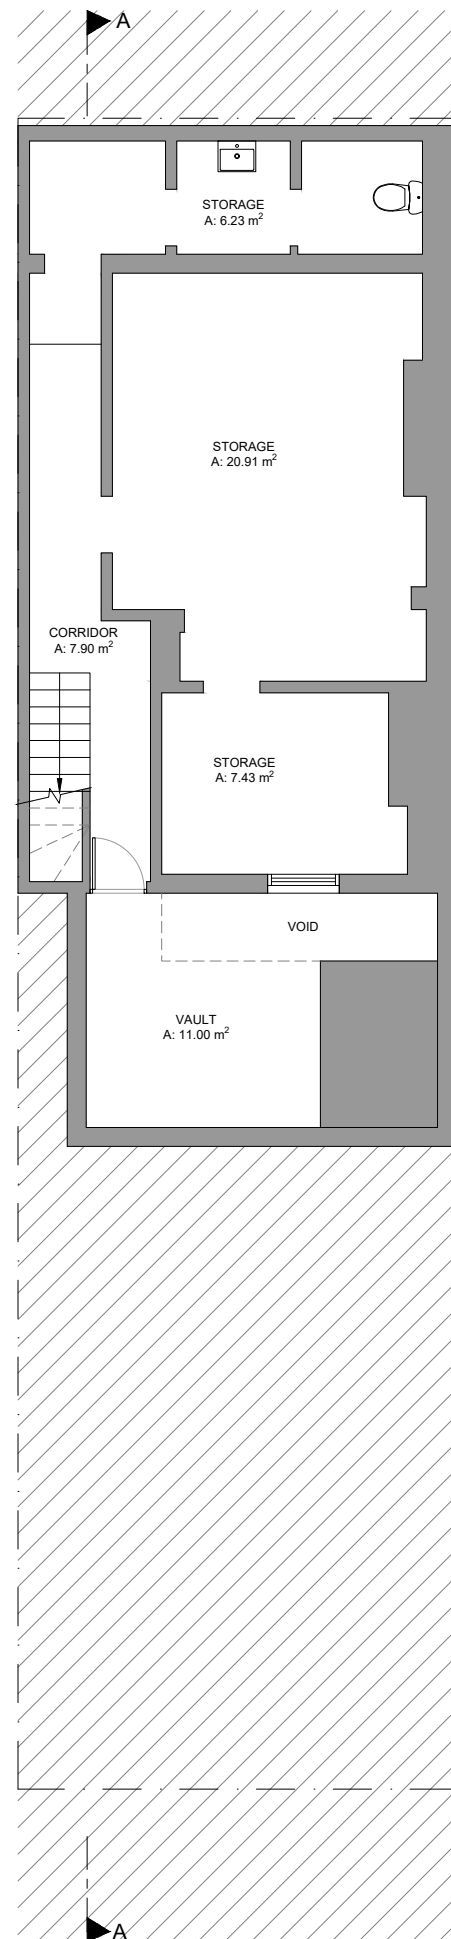 A
STORAGE
A: 6.23 m²
STORAGE
A: 20.91 m²
CORRIDOR
A: 7.90 m²
STORAGE
A: 7.43 m²
VOID
VAULT
A: 11.00 m²
A